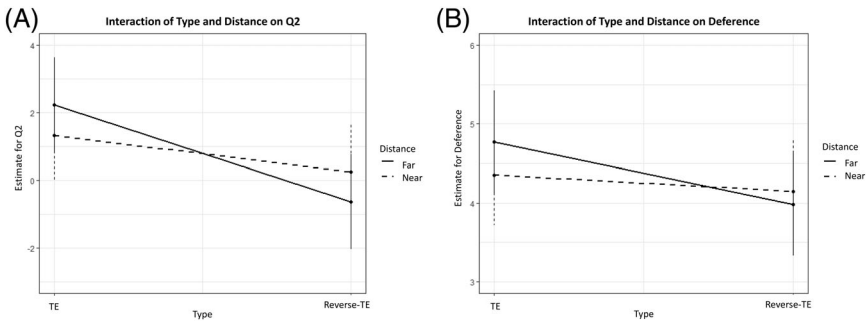 (A)
Interaction of Type and Distance on Q2
Estimate for Q2
4
2
0
-2
TE
Reverse-TE
Type
Distance
Far
Near
(B)
Interaction of Type and Distance on Deference
Estimate for Deference
6
5
4
3
TE
Reverse-TE
Type
Distance
Far
Near